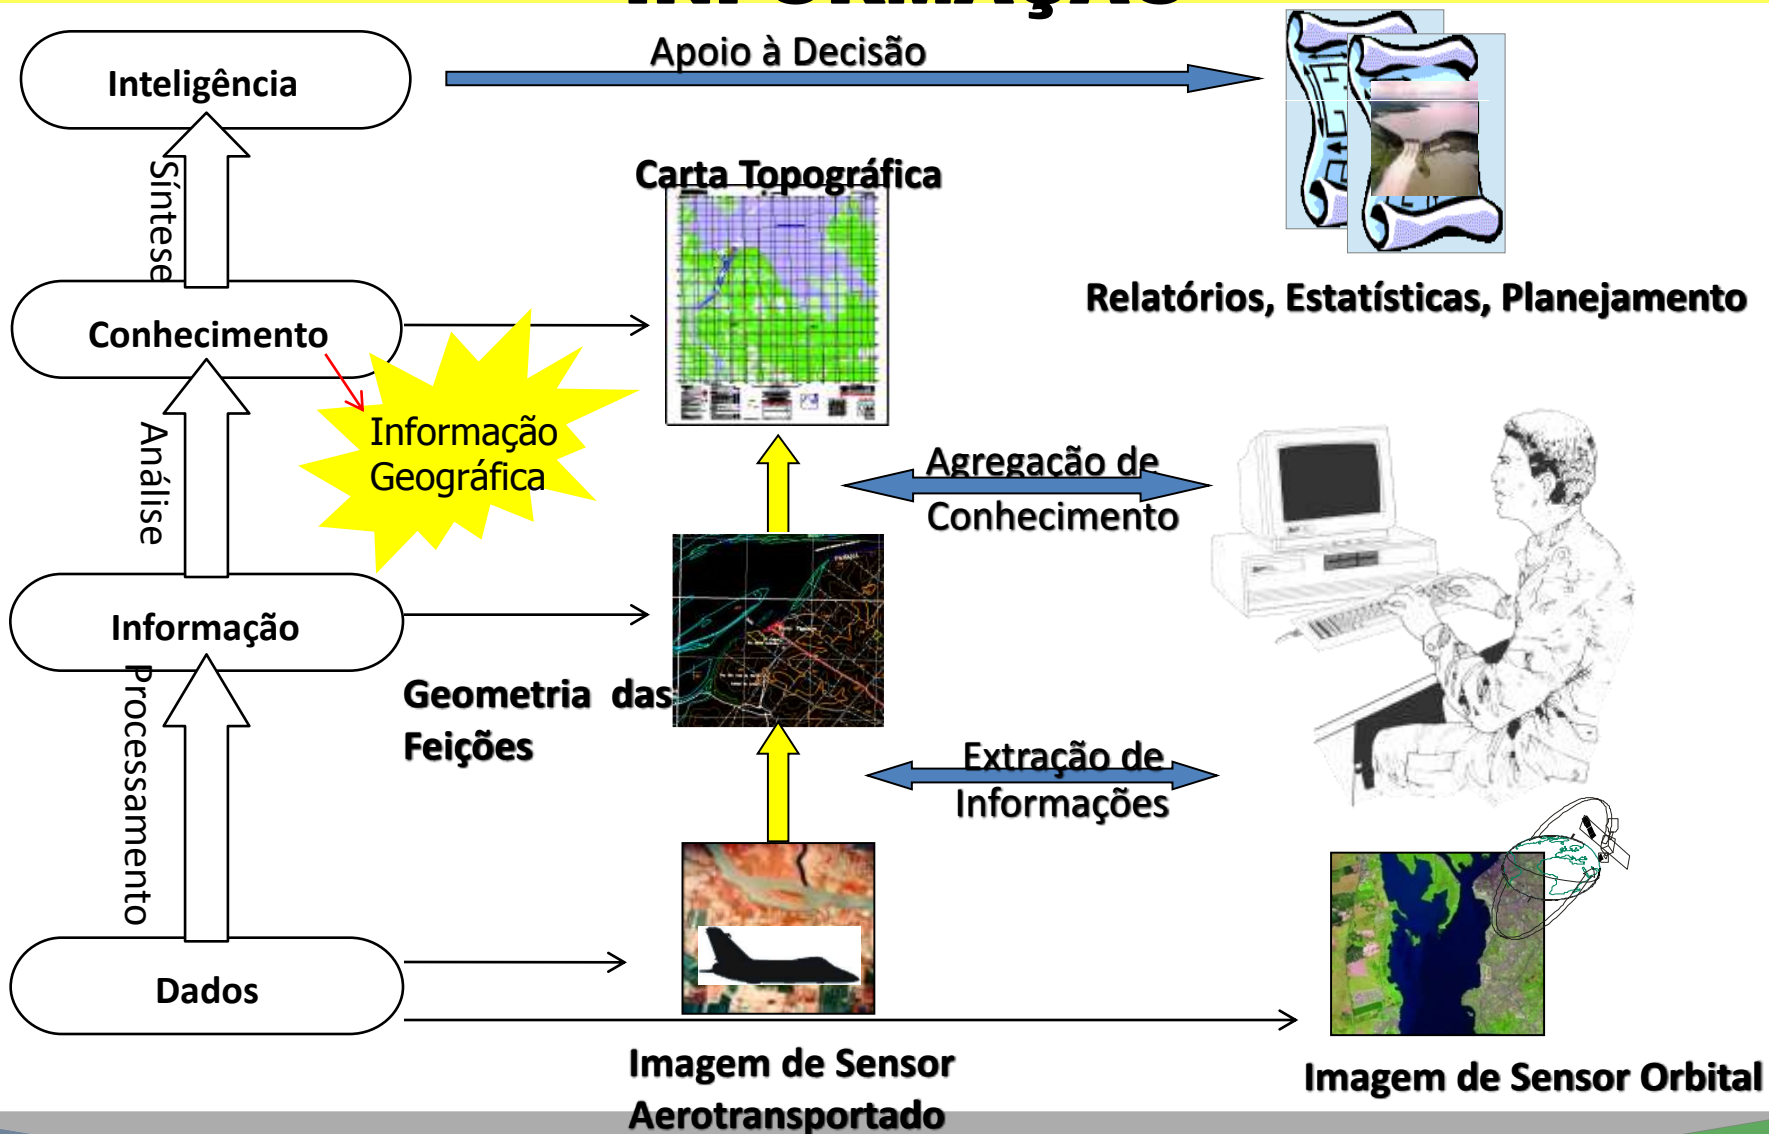 INFORMAÇÃO
Apoio à Decisão
Inteligência
Síntese
Carta Topográfica
Relatórios, Estatísticas, Planejamento
Conhecimento
Informação
Geográfica
Análise
Agregação de
Conhecimento
Informação
Geometria das
Feições
Processamento
Extração de
Informações
Dados
Imagem de Sensor
Aerotransportado
Imagem de Sensor Orbital